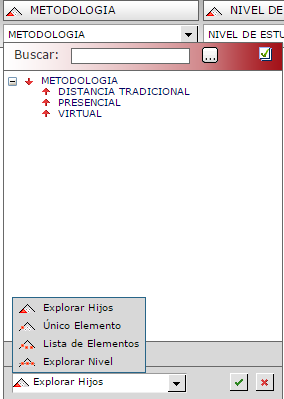 METODOLOGIA NIVEL DE
METODOLOGIA NIVEL DE ESTU
Buscar: ...
METODOLOGIA
DISTANCIA TRADICIONAL
PRESENCIAL
VIRTUAL
Explorar Hijos
Único Elemento
Lista de Elementos
Explorar Nivel
Explorar Hijos